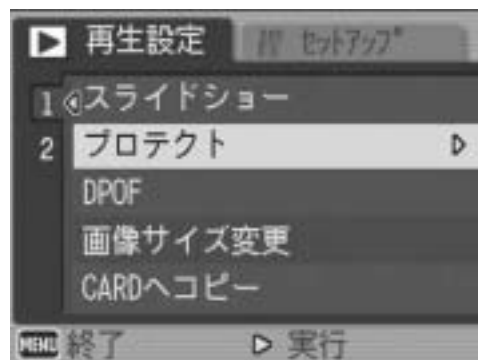 再生設定 セットアップ
1 スライドショー
2 プロテクト
DPOF
画像サイズ変更
CARDへコピー
MENU 終了 実行